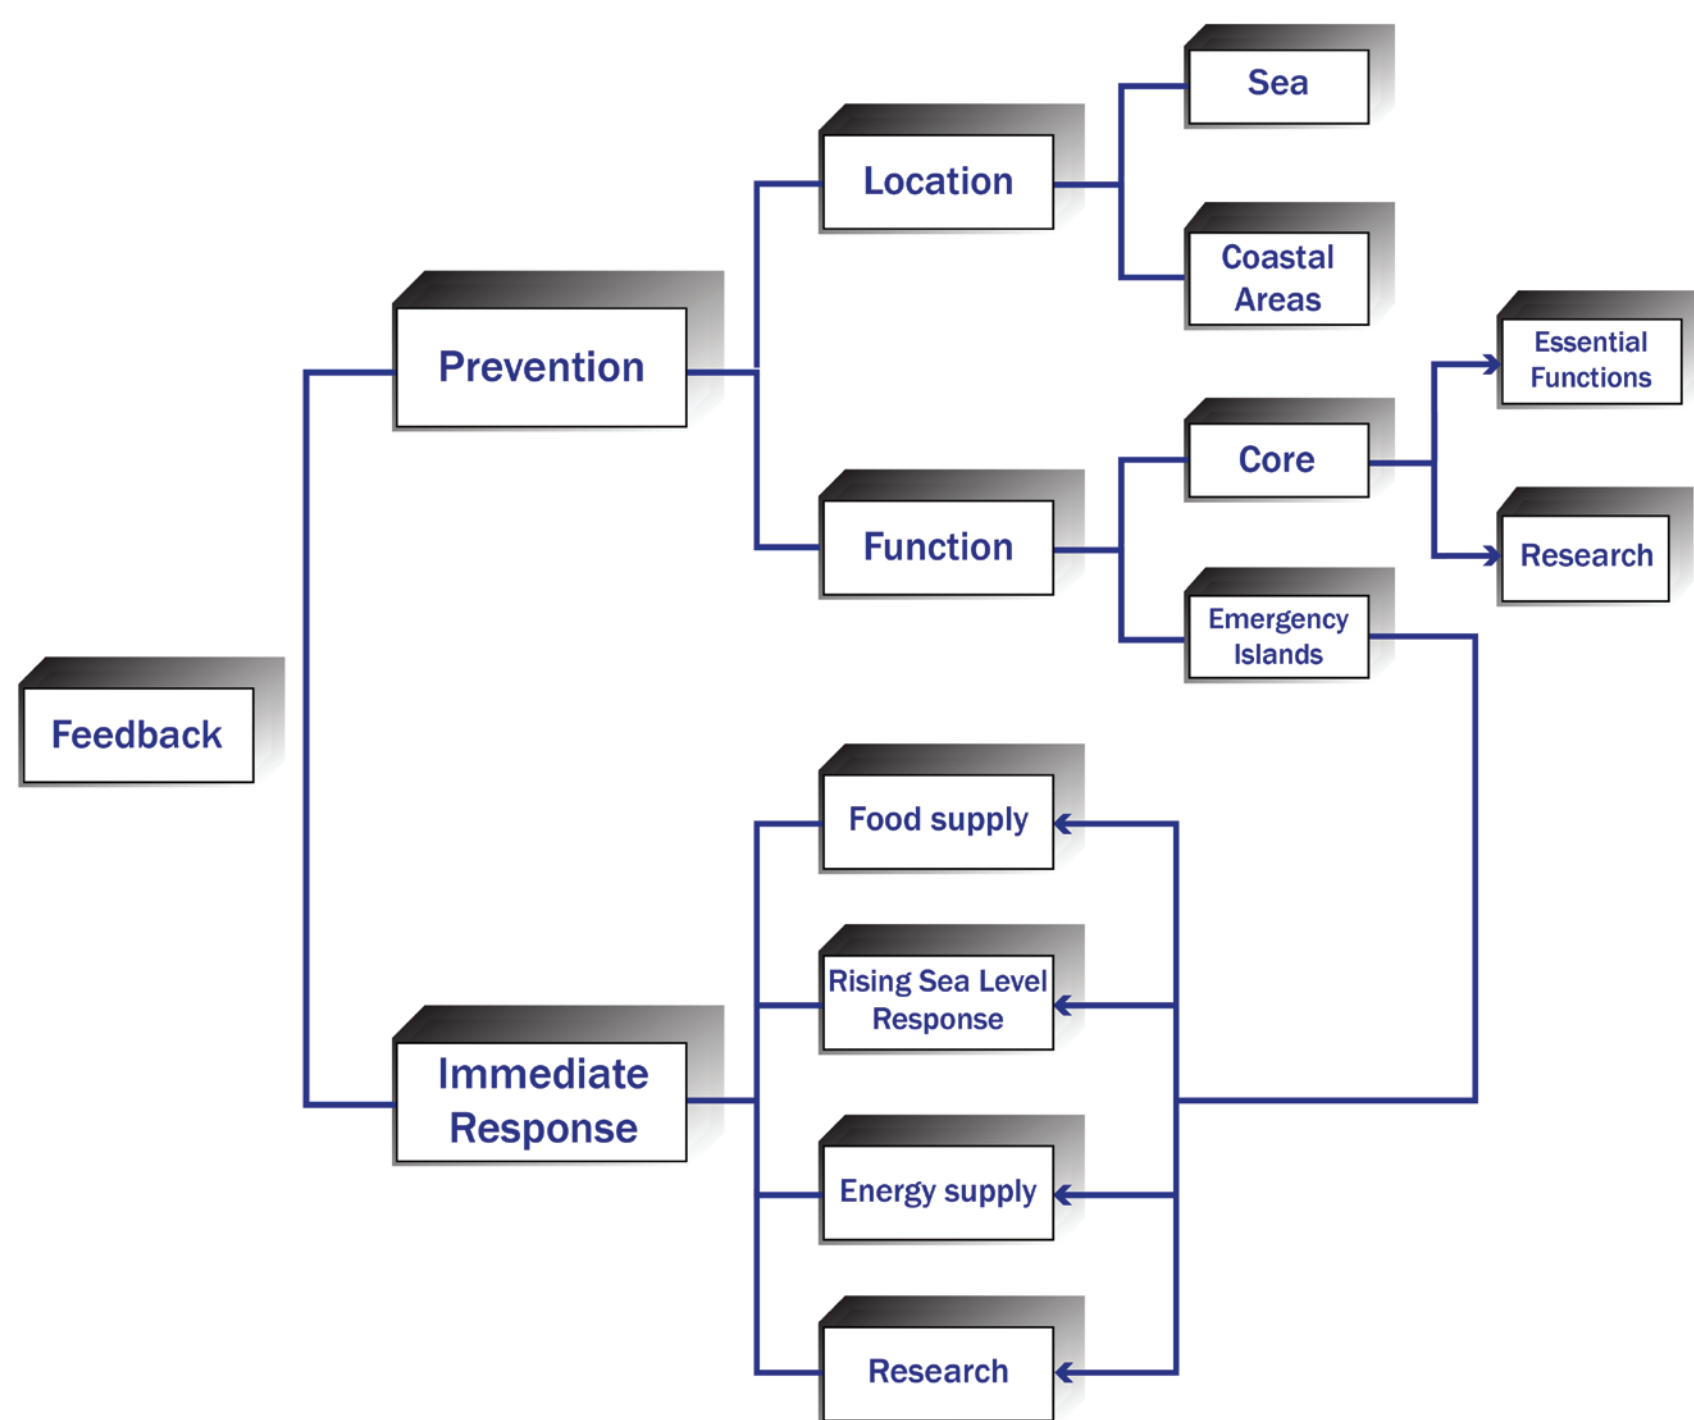 Sea
Location
Coastal
Areas
Essential
Functions
Prevention
Core
Function
Research
Emergency
Islands
Feedback
Food supply
Rising Sea Level
Response
Immediate
Response
Energy supply
Research